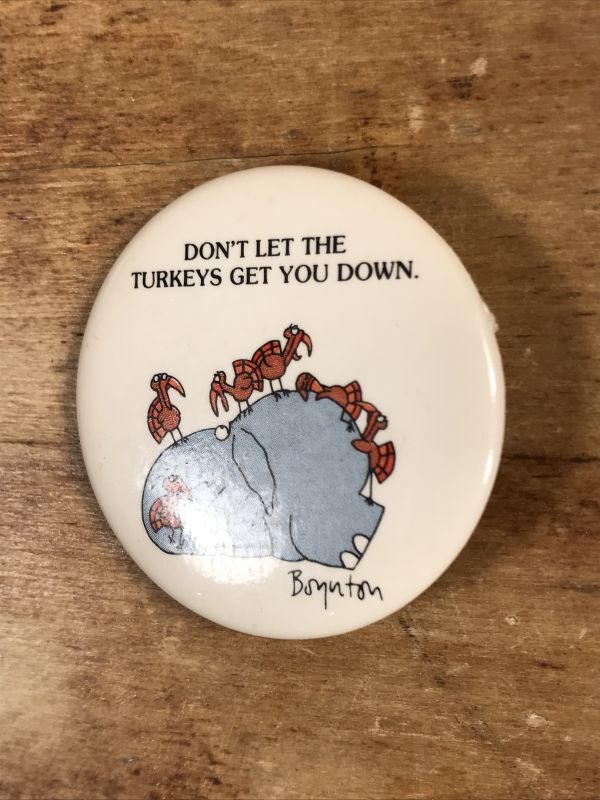 DON'T LET THE
TURKEYS GET YOU DOWN.
Boynton